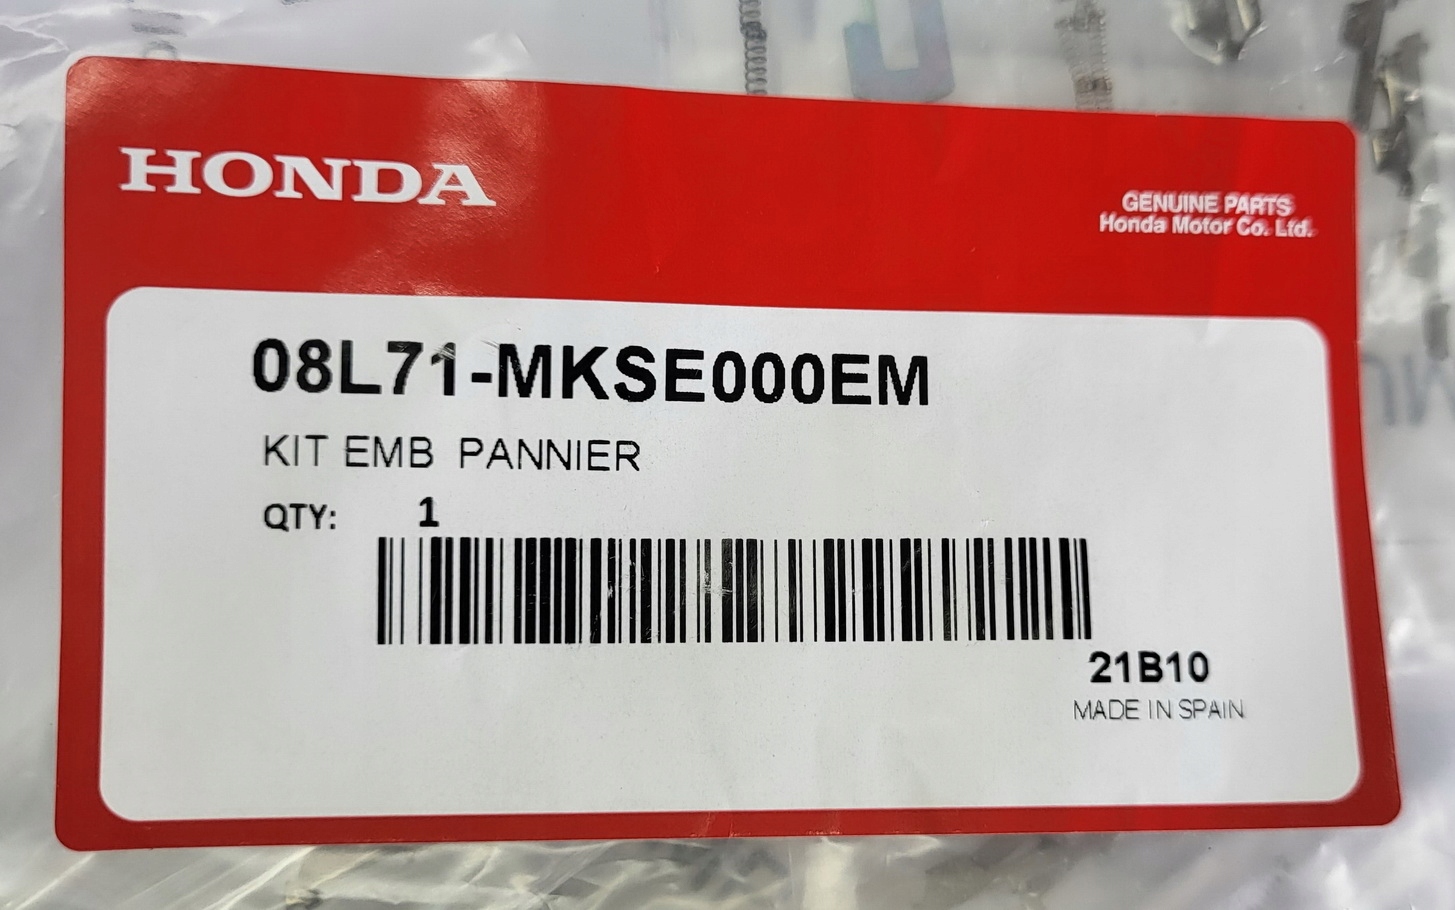 HONDA
GENUINE PARTS
Honda Motor Co. Ltd.
08L71-MKSE000EM
KIT EMB PANNIER
QTY: 1
21B10
MADE IN SPAIN